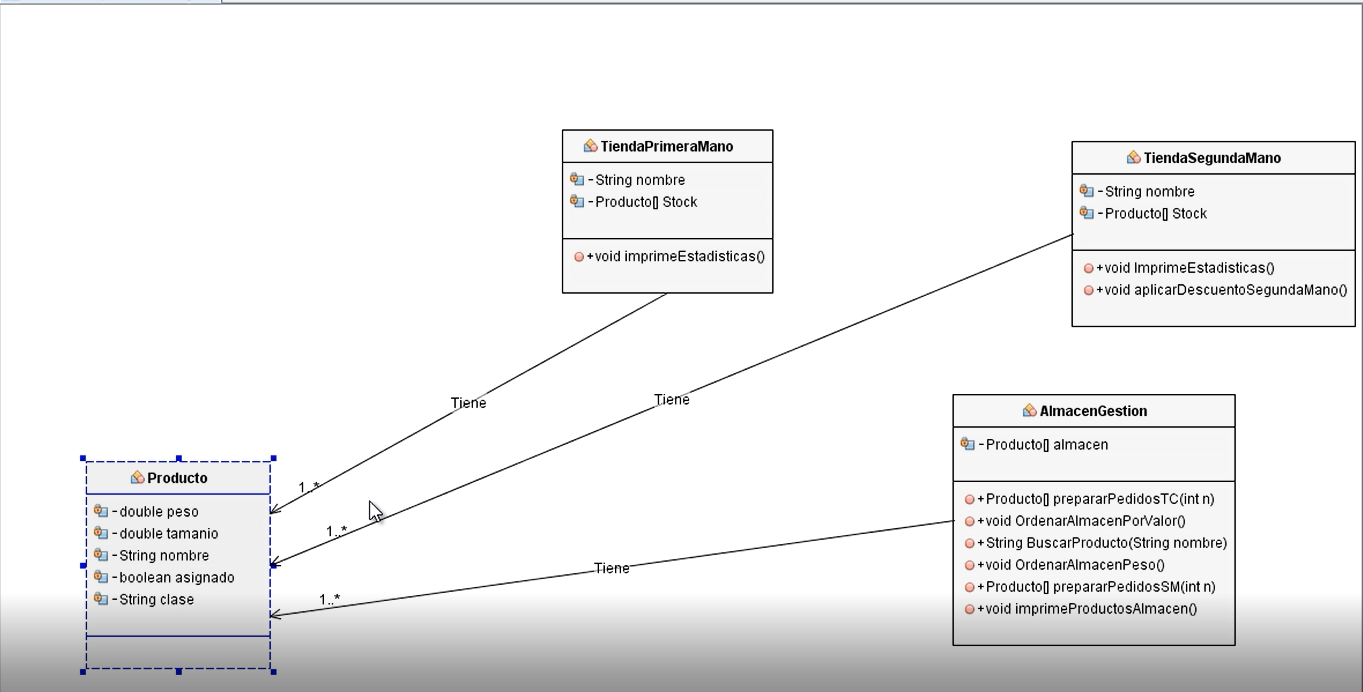 TiendaPrimeraMano
-String nombre
-Producto[] Stock
+void imprimeEstadisticas()
TiendaSegundaMano
-String nombre
-Producto[] Stock
+void ImprimeEstadisticas()
+void aplicarDescuentoSegundaMano()
Tiene
Tiene
Tiene
1..*
1..*
1..*
Producto
-double peso
-double tamanio
-String nombre
-boolean asignado
-String clase
AlmacenGestion
-Producto[] almacen
+Producto[] prepararPedidosTC(int n)
+void OrdenarAlmacenPorValor()
+String BuscarProducto(String nombre)
+void OrdenarAlmacenPeso()
+Producto[] prepararPedidosSM(int n)
+void imprimeProductosAlmacen()